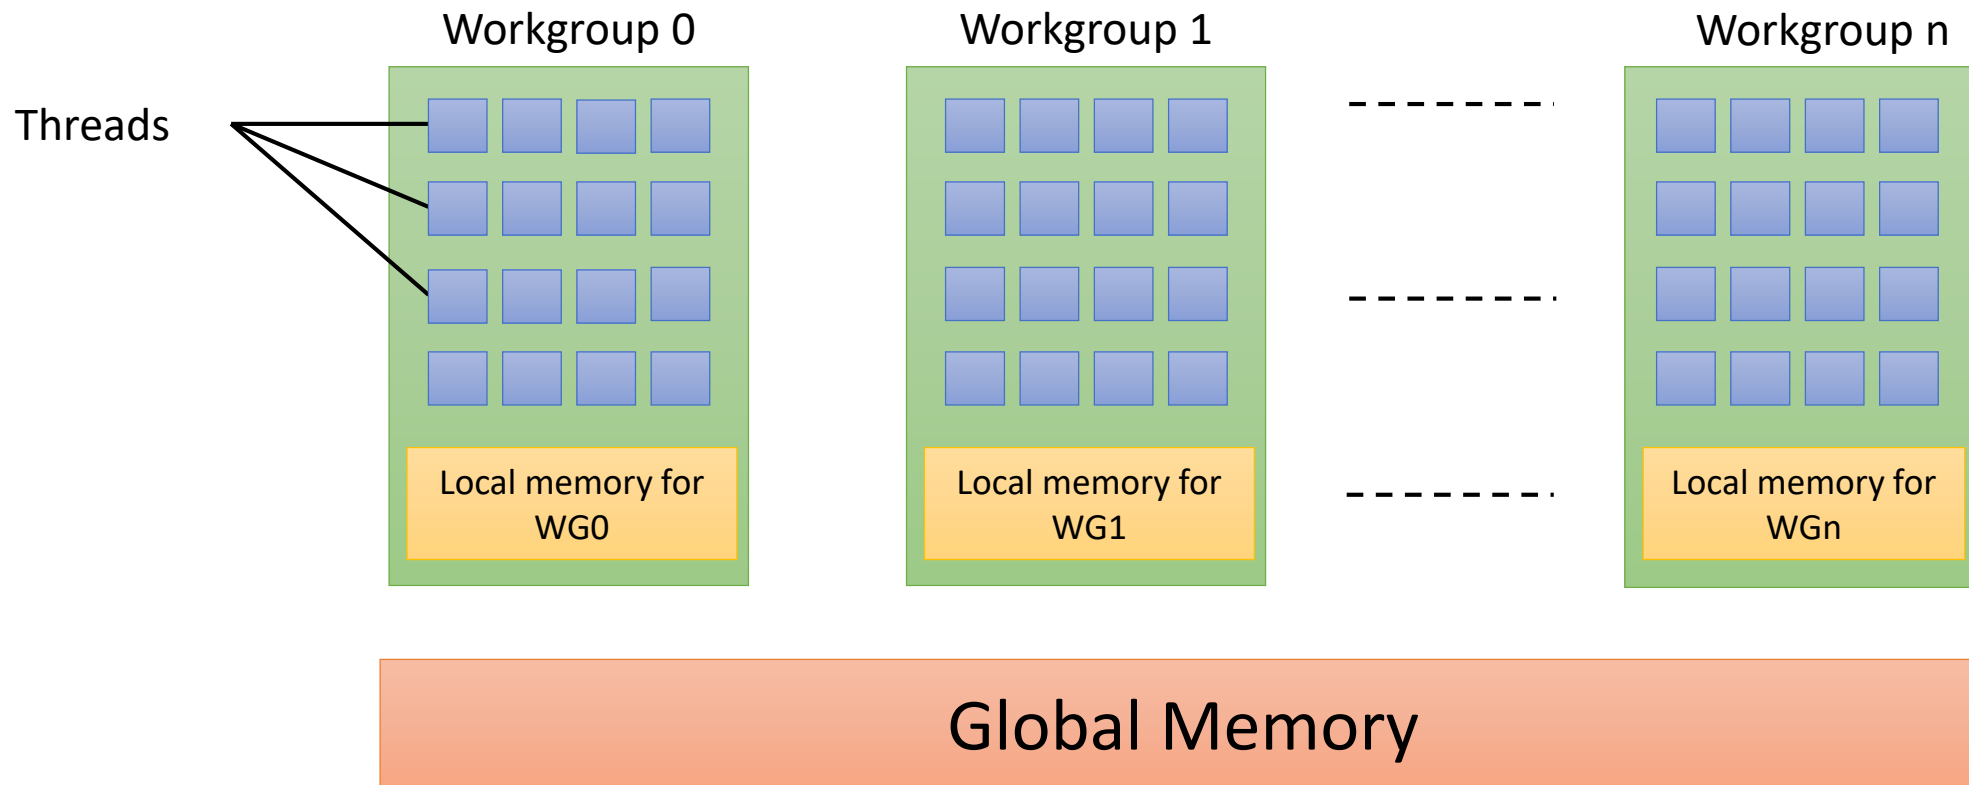 Workgroup 0
Workgroup 1
Workgroup n
Threads
Local memory for
WG0
Local memory for
WG1
Local memory for
WGn
Global Memory